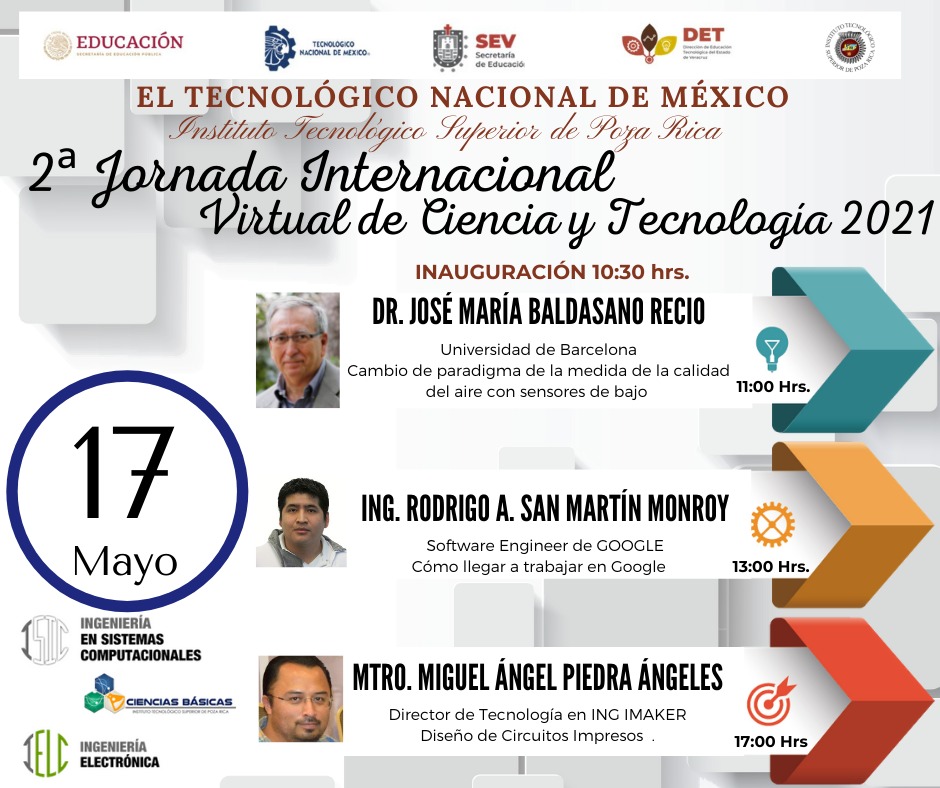 EDUCACIÓN
SECRETARÍA DE EDUCACIÓN PÚBLICA
TECNOLÓGICO
NACIONAL DE MÉXICO
SEV
Secretaría
de Educación
DET
Dirección de Educación
Tecnológica del Estado
de Veracruz
INSTITUTO TECNOLÓGICO SUPERIOR DE POZA RICA
EL TECNOLÓGICO NACIONAL DE MÉXICO
Instituto Tecnológico Superior de Poza Rica
2ª Jornada Internacional
Virtual de Ciencia y Tecnología 2021
INAUGURACIÓN 10:30 hrs.
DR. JOSÉ MARÍA BALDASANO RECIO
Universidad de Barcelona
Cambio de paradigma de la medida de la calidad
del aire con sensores de bajo
11:00 Hrs.
17
Mayo
ING. RODRIGO A. SAN MARTÍN MONROY
Software Engineer de GOOGLE
Cómo llegar a trabajar en Google
13:00 Hrs.
INGENIERÍA
EN SISTEMAS
COMPUTACIONALES
CIENCIAS BÁSICAS
INSTITUTO TECNOLÓGICO SUPERIOR DE POZA RICA
IELC
INGENIERÍA
ELECTRÓNICA
MTRO. MIGUEL ÁNGEL PIEDRA ÁNGELES
Director de Tecnología en ING IMAKER
Diseño de Circuitos Impresos .
17:00 Hrs